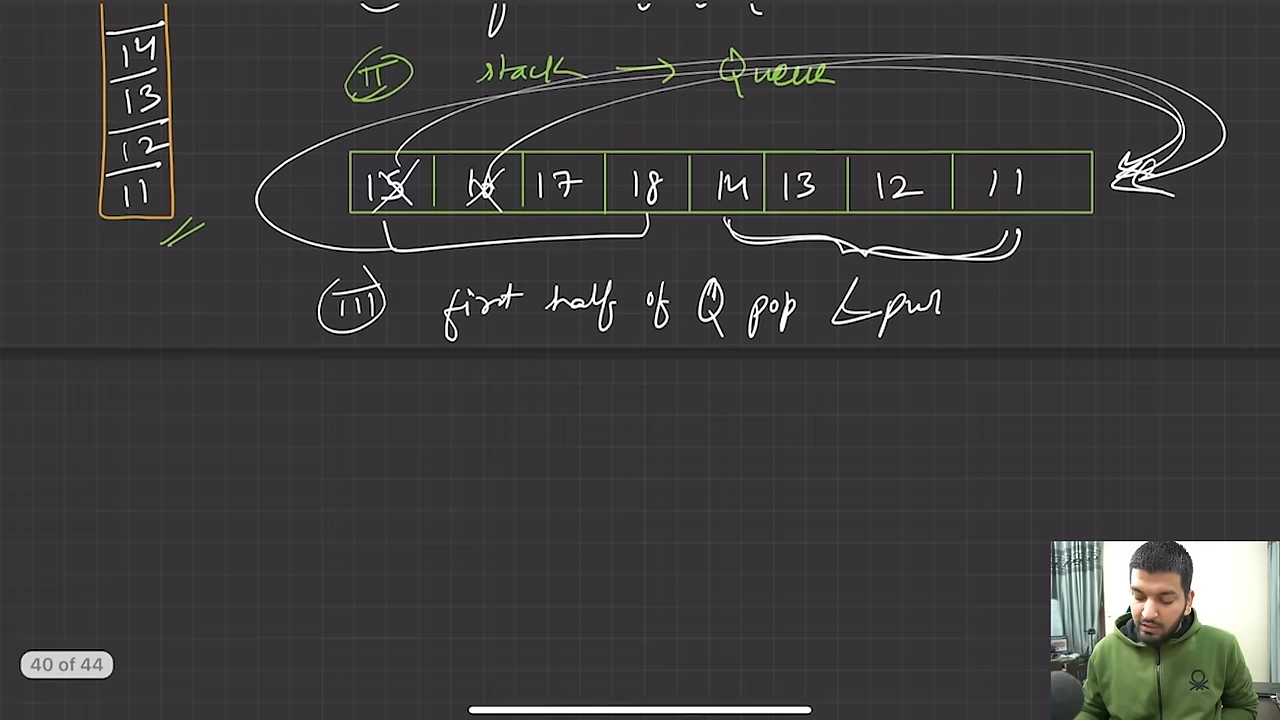 14
13
12
11
II stack → Queue
15 16 17 18 14 13 12 11
III first half of Q pop
40 of 44